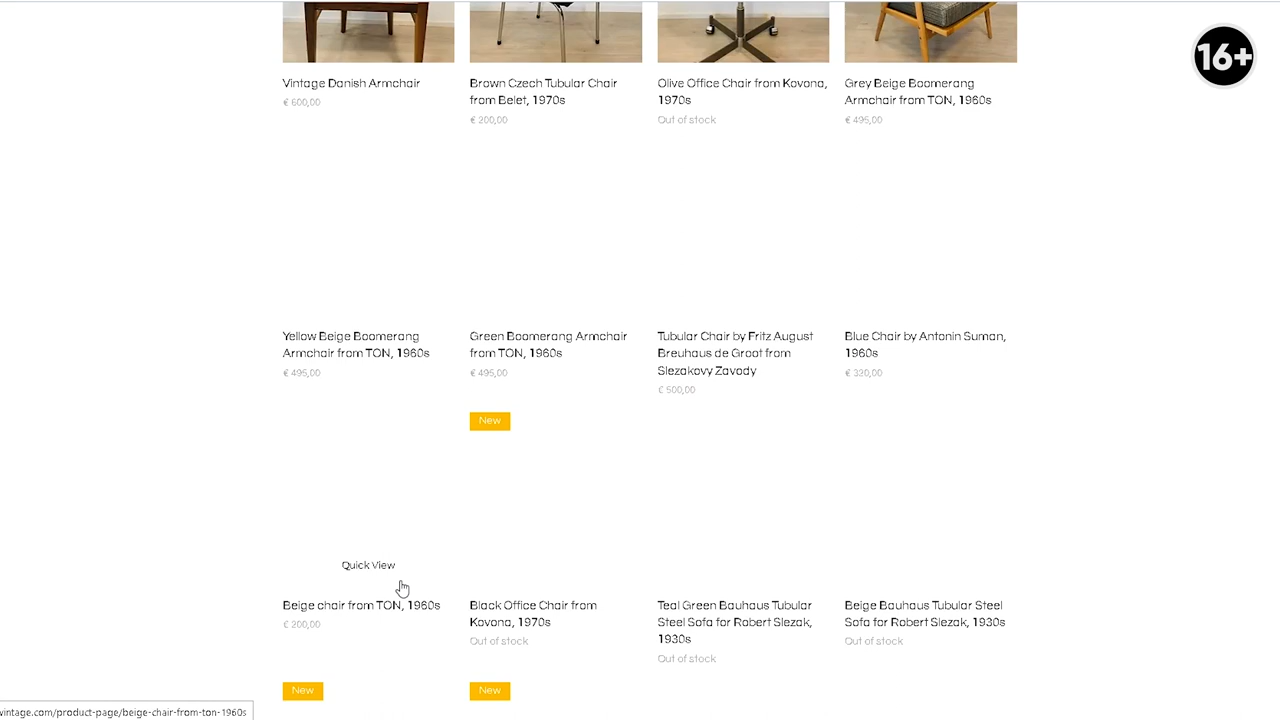 16+
Vintage Danish Armchair
€ 600,00
Brown Czech Tubular Chair
from Belet, 1970s
€ 200,00
Olive Office Chair from Kovona,
1970s
Out of stock
Grey Beige Boomerang
Armchair from TON, 1960s
€ 495,00
Yellow Beige Boomerang
Armchair from TON, 1960s
€ 495,00
Green Boomerang Armchair
from TON, 1960s
€ 495,00
Tubular Chair by Fritz August
Breuhaus de Groot from
Slezakovy Zavody
€ 500,00
Blue Chair by Antonin Suman,
1960s
€ 320,00
Quick View
Beige chair from TON, 1960s
€ 200,00
New
Black Office Chair from
Kovona, 1970s
Out of stock
Teal Green Bauhaus Tubular
Steel Sofa for Robert Slezak,
1930s
Out of stock
Beige Bauhaus Tubular Steel
Sofa for Robert Slezak, 1930s
Out of stock
New
New
vintage.com/product-page/beige-chair-from-ton-1960s